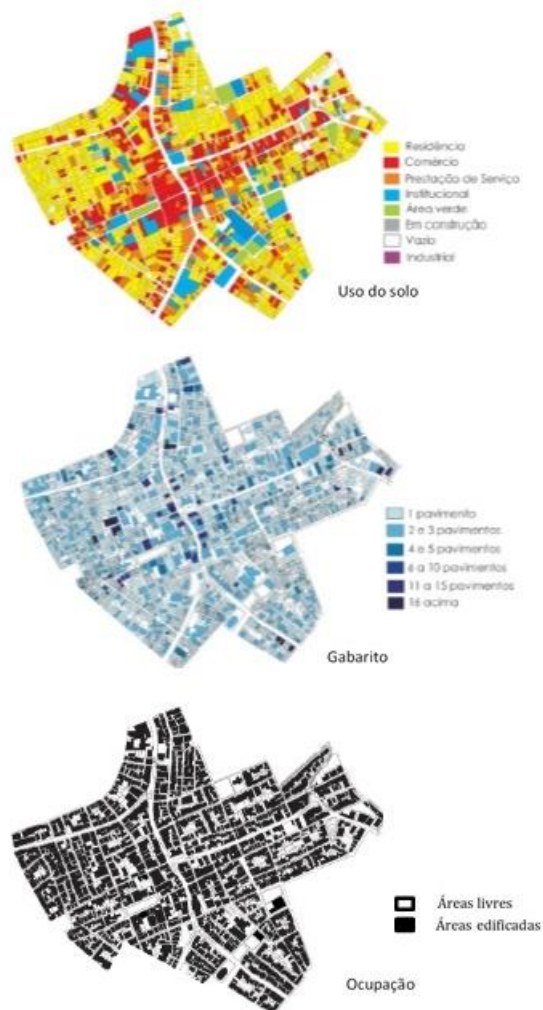 Residência
Comércio
Prestação de Serviço
Institucional
Área verde
Em construção
Vazio
Industrial
Uso do solo
1 pavimento
2 e 3 pavimentos
4 e 5 pavimentos
6 a 10 pavimentos
11 a 15 pavimentos
16 acima
Gabarito
Áreas livres
Áreas edificadas
Ocupação